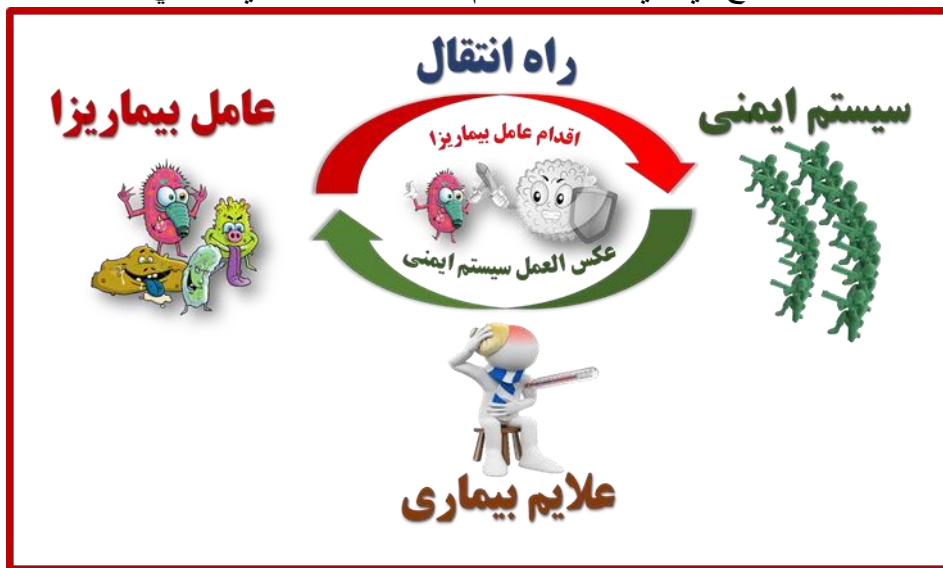 راه انتقال
عامل بیماریزا
سیستم ایمنی
اقدام عامل بیماریزا
عکس العمل سیستم ایمنی
علایم بیماری